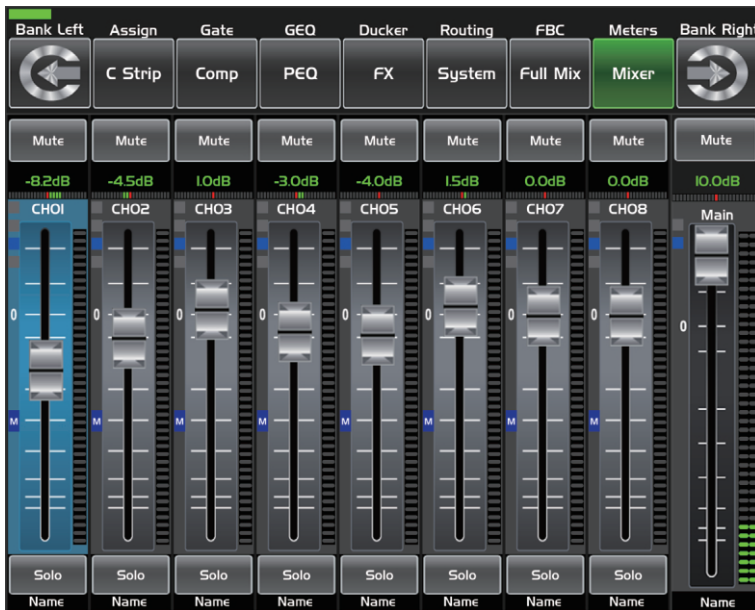 Bank Left Assign Gate GEQ Ducker Routing FBC Meters Bank Right
C Strip Comp PEQ FX System Full Mix Mixer
Mute Mute Mute Mute Mute Mute Mute Mute Mute
-8.2dB -4.5dB 1.0dB -3.0dB -4.0dB 1.5dB 0.0dB 0.0dB 10.0dB
CH01 CH02 CH03 CH04 CH05 CH06 CH07 CH08 Main
0 0 0 0 0 0 0 0 0
M M M M M M M M
Solo Solo Solo Solo Solo Solo Solo Solo Solo
Name Name Name Name Name Name Name Name Name